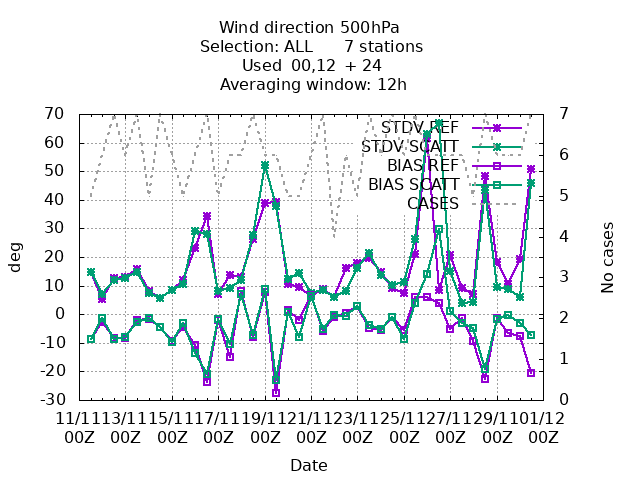 Wind direction 500hPa
Selection: ALL 7 stations
Used 00,12 + 24
Averaging window: 12h
70 7
60 6
50 5
40 4
30 3
20 2
10 1
0 0
-10
-20
-30
deg
No cases
STDV REF
STDV SCATT
BIAS REF
BIAS SCATT
CASES
11/11 13/11 15/11 17/11 19/11 21/11 23/11 25/11 27/11 29/11 01/12
00Z 00Z 00Z 00Z 00Z 00Z 00Z 00Z 00Z 00Z 00Z
Date